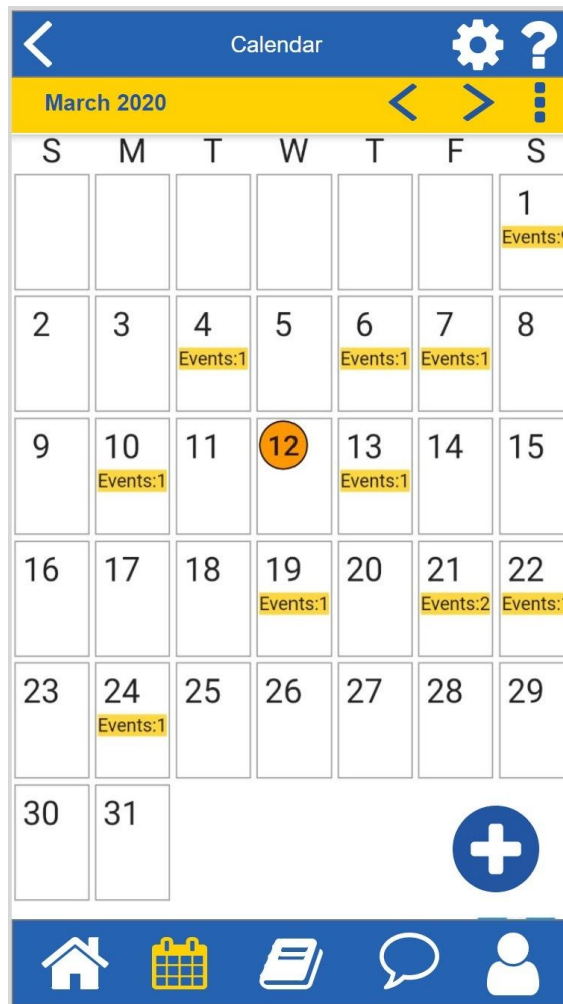 Calendar
March 2020
S M T W T F S
1
Events:
2 3 4 5 6 7 8
Events:1 Events:1 Events:1
9 10 11 12 13 14 15
Events:1 Events:1
16 17 18 19 20 21 22
Events:1 Events:2 Events:
23 24 25 26 27 28 29
Events:1
30 31